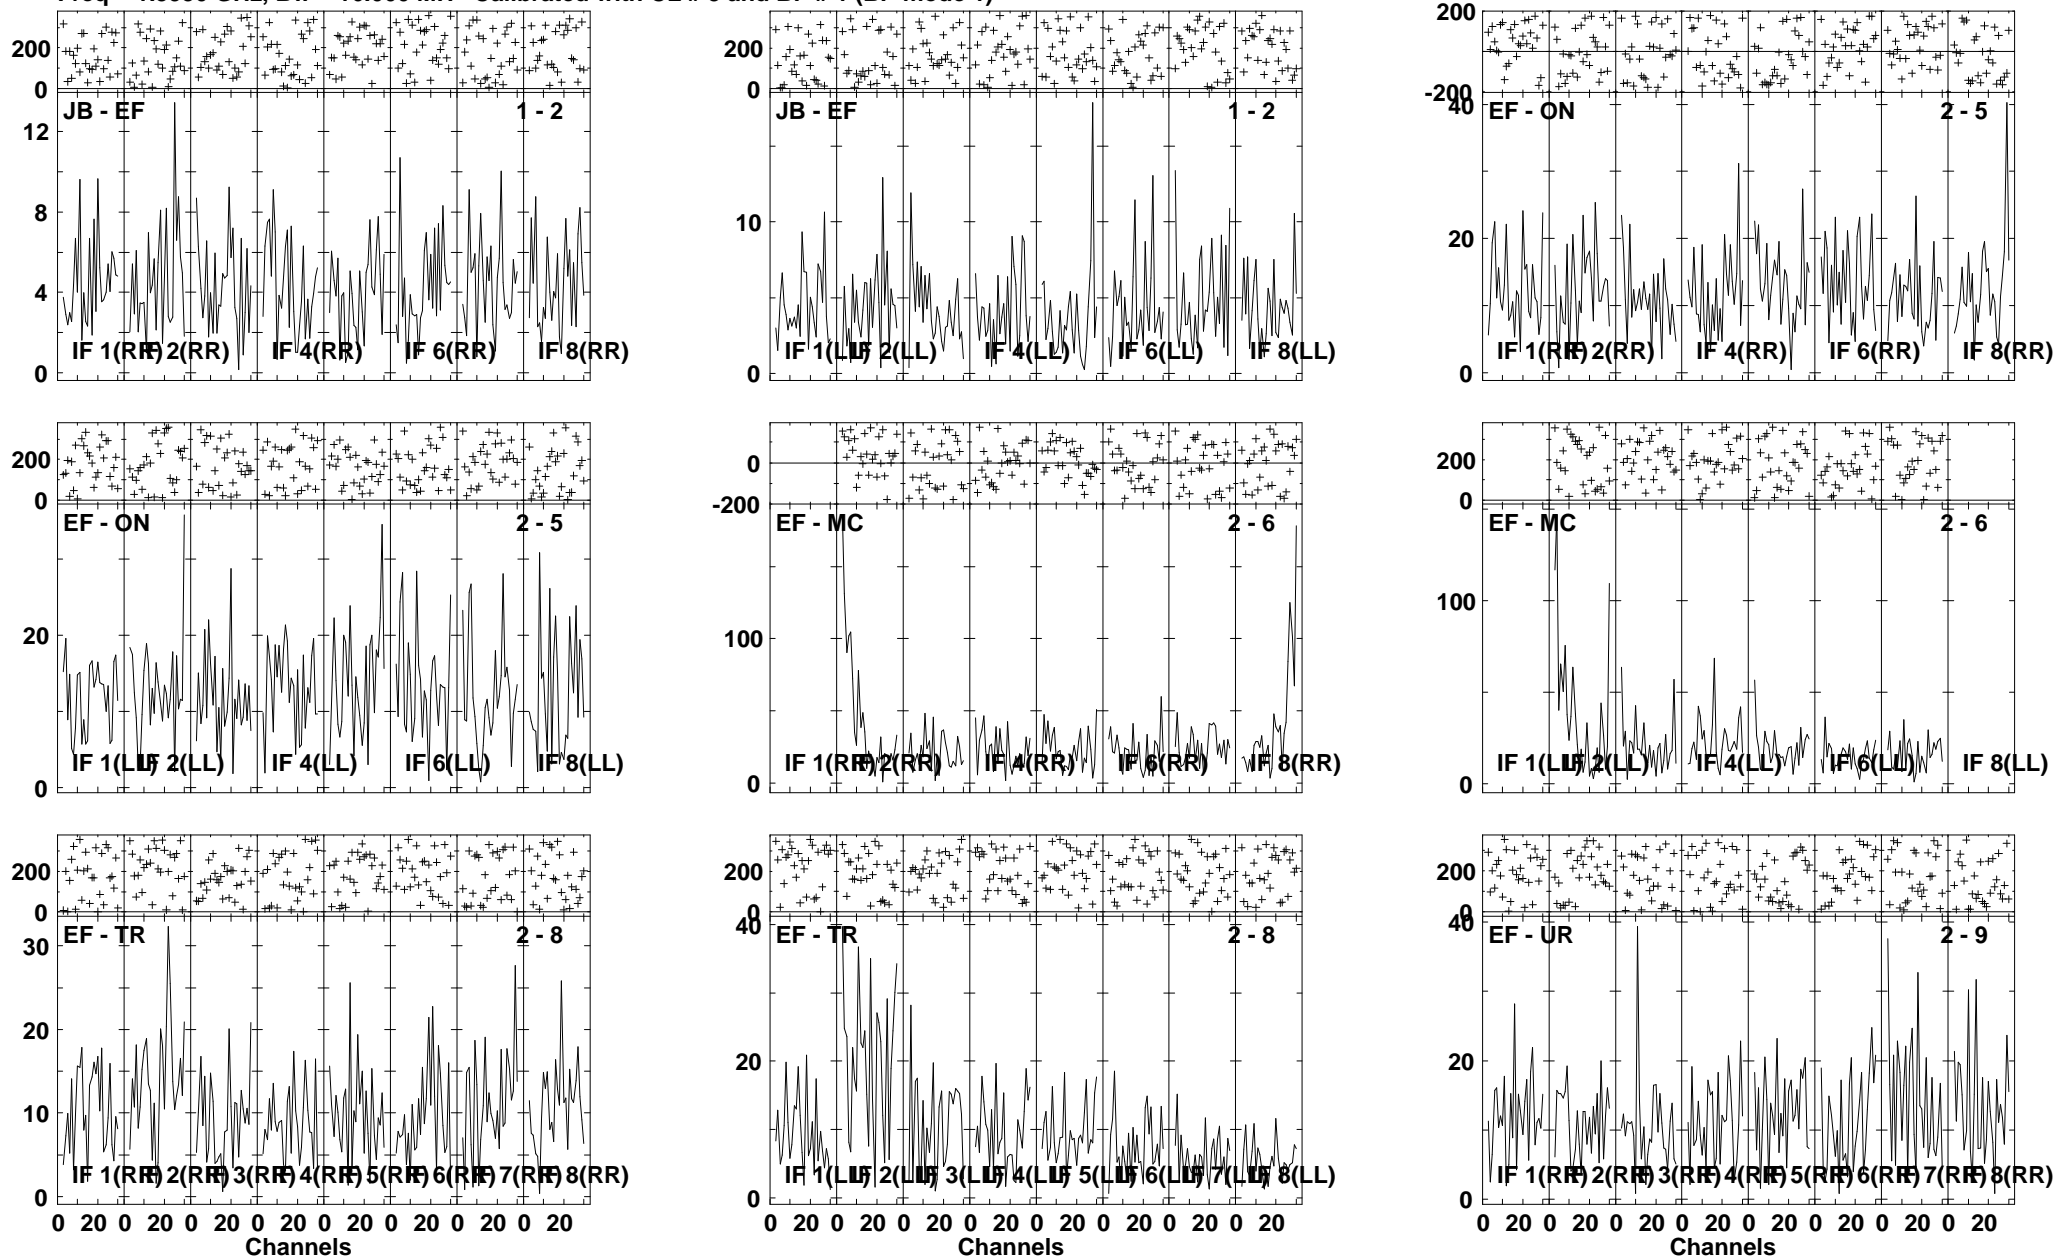 200
0
JB - EF
1 - 2
12
8
4
0
IF 1(RR)
IF 2(RR)
IF 4(RR)
IF 6(RR)
IF 8(RR)
200
0
JB - EF
1 - 2
10
0
IF 1(LL)
IF 2(LL)
IF 4(LL)
IF 6(LL)
IF 8(LL)
200
-200
40
EF - ON
2 - 5
20
0
IF 1(RR)
IF 2(RR)
IF 4(RR)
IF 6(RR)
IF 8(RR)
200
0
EF - ON
2 - 5
20
0
IF 1(LL)
IF 2(LL)
IF 4(LL)
IF 6(LL)
IF 8(LL)
0
-200
EF - MC
2 - 6
100
0
IF 1(RR)
IF 2(RR)
IF 4(RR)
IF 6(RR)
IF 8(RR)
200
0
EF - MC
2 - 6
100
0
IF 1(LL)
IF 2(LL)
IF 4(LL)
IF 6(LL)
IF 8(LL)
200
0
EF - TR
2 - 8
30
20
10
0
IF 1(RR)
IF 2(RR)
IF 3(RR)
IF 4(RR)
IF 5(RR)
IF 6(RR)
IF 7(RR)
IF 8(RR)
0 20 0 20 0 20 0 20 0 20 0 20 0 20 0 20
Channels
200
0
40
EF - TR
2 - 8
20
0
IF 1(LL)
IF 2(LL)
IF 3(LL)
IF 4(LL)
IF 5(LL)
IF 6(LL)
IF 7(LL)
IF 8(LL)
0 20 0 20 0 20 0 20 0 20 0 20 0 20 0 20
Channels
200
0
40
EF - UR
2 - 9
20
0
IF 1(RR)
IF 2(RR)
IF 3(RR)
IF 4(RR)
IF 5(RR)
IF 6(RR)
IF 7(RR)
IF 8(RR)
0 20 0 20 0 20 0 20 0 20 0 20 0 20 0 20
Channels